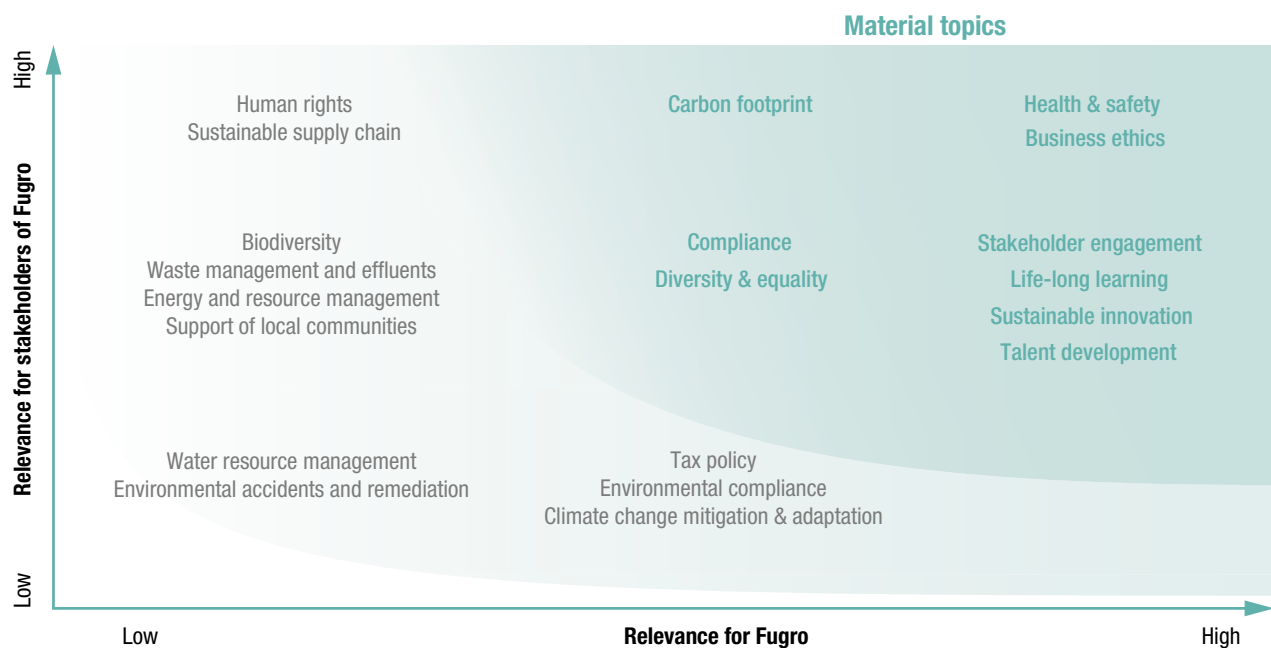 Material topics
High
Relevance for stakeholders of Fugro
Low
Human rights
Sustainable supply chain
Carbon footprint
Health & safety
Business ethics
Biodiversity
Waste management and effluents
Energy and resource management
Support of local communities
Compliance
Diversity & equality
Stakeholder engagement
Life-long learning
Sustainable innovation
Talent development
Water resource management
Environmental accidents and remediation
Tax policy
Environmental compliance
Climate change mitigation & adaptation
Low
Relevance for Fugro
High